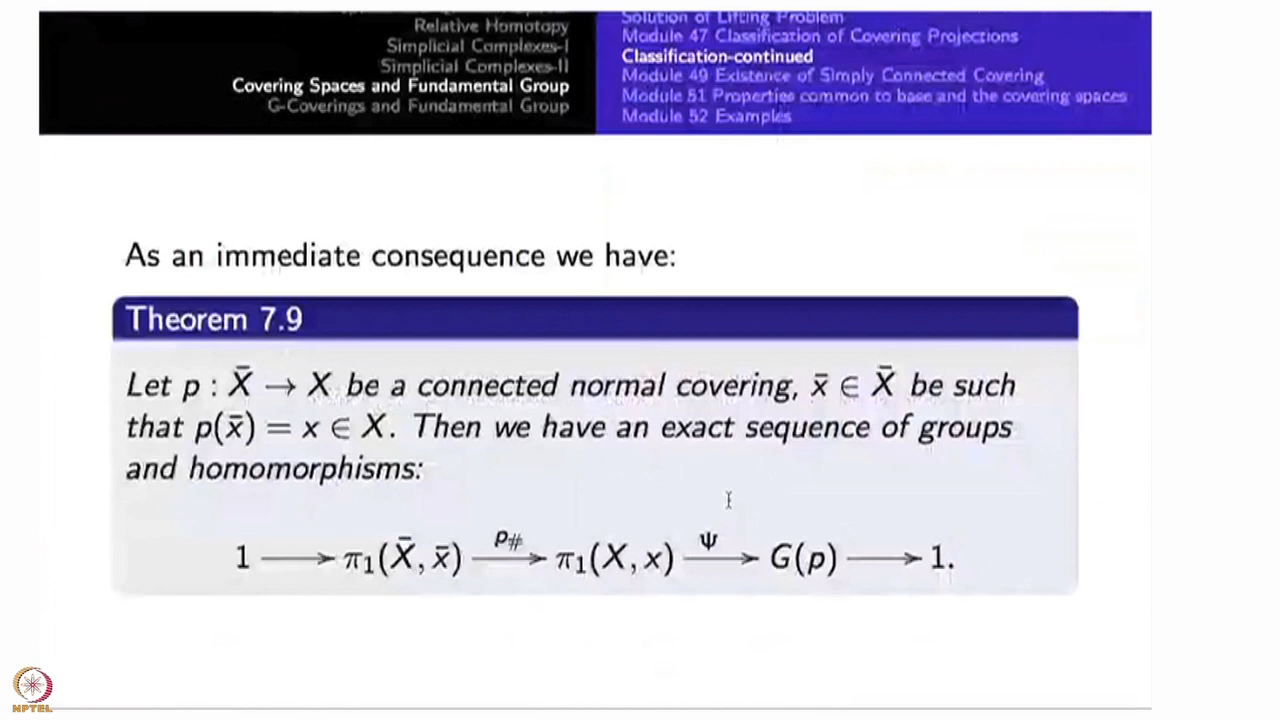 Relative Homotopy
Simplicial Complexes-I
Simplicial Complexes-II
Covering Spaces and Fundamental Group
G-Coverings and Fundamental Group
Solution of Lifting Problem
Module 47 Classification of Covering Projections
Classification-continued
Module 49 Existence of Simply Connected Covering
Module 51 Properties common to base and the covering spaces
Module 52 Examples
As an immediate consequence we have:
Theorem 7.9
Let p : X̄ → X be a connected normal covering, x̄ ∈ X̄ be such
that p(x̄) = x ∈ X. Then we have an exact sequence of groups
and homomorphisms:
1 ⟶ π₁(X̄, x̄) ⟶ p# π₁(X, x) ⟶ Ψ G(p) ⟶ 1.
NPTEL